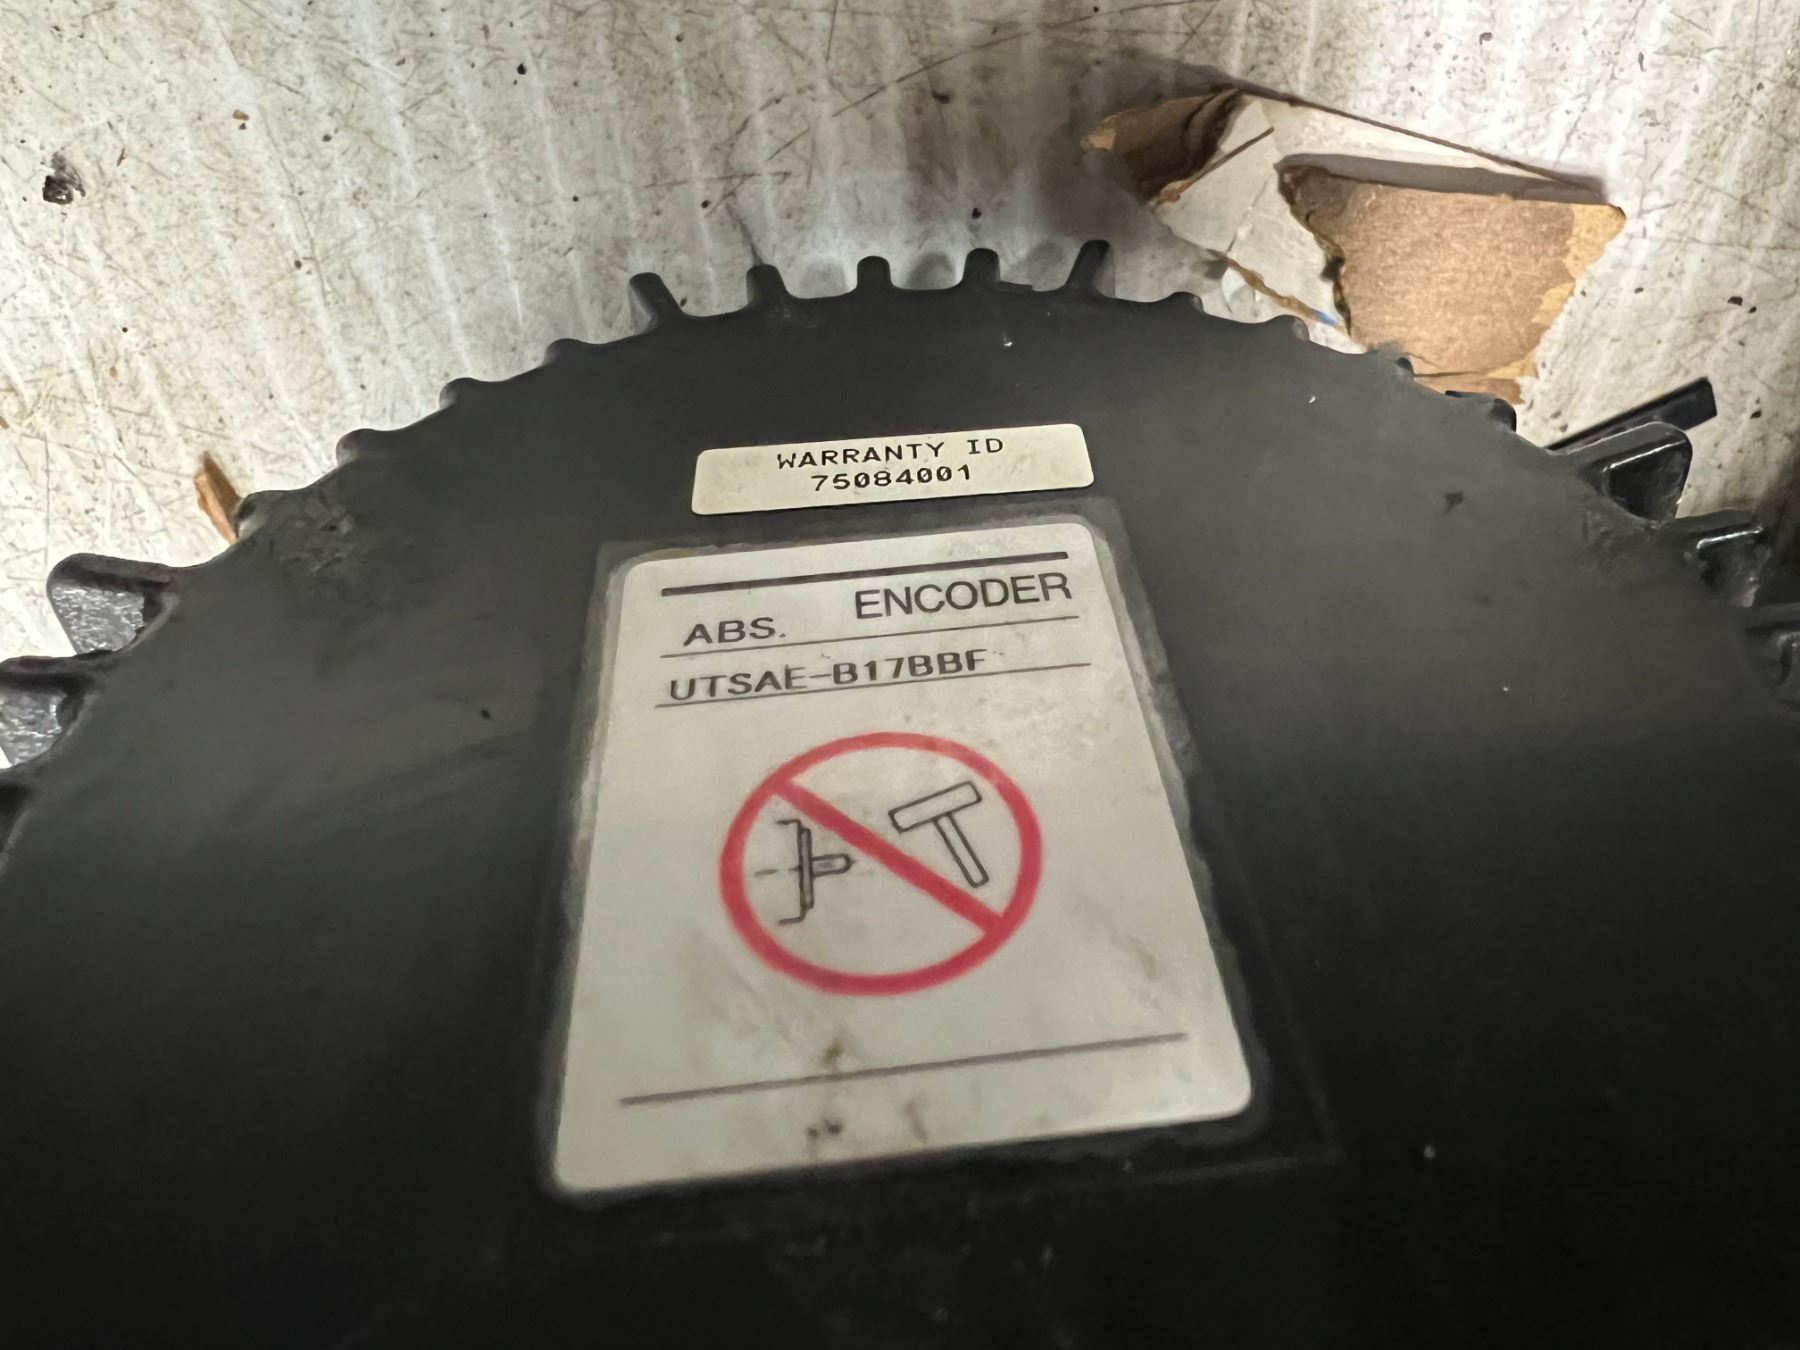 WARRANTY ID
75084001
ENCODER
ABS.
UTSAE-B17BBF